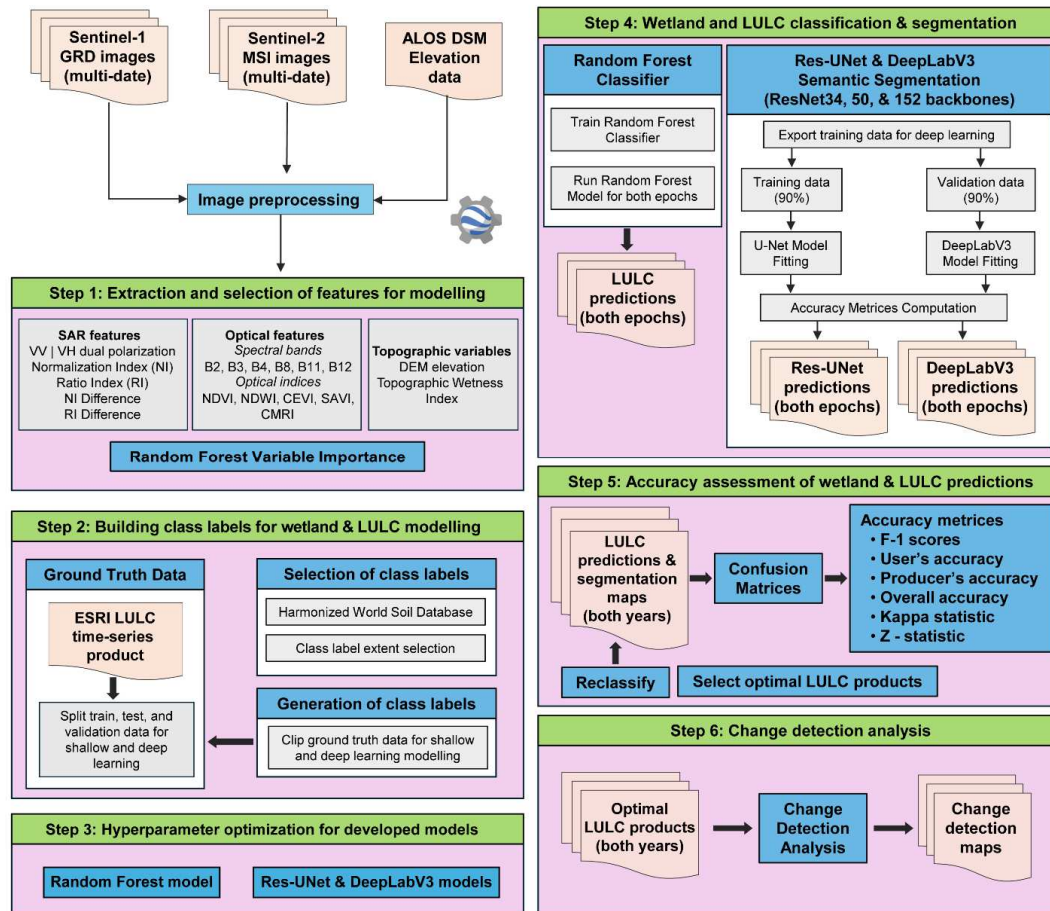 Sentinel-1
GRD images
(multi-date)
Sentinel-2
MSI images
(multi-date)
ALOS DSM
Elevation
data
Image preprocessing
Step 1: Extraction and selection of features for modelling
SAR features
VV | VH dual polarization
Normalization Index (NI)
Ratio Index (RI)
NI Difference
RI Difference
Optical features
Spectral bands
B2, B3, B4, B8, B11, B12
Optical indices
NDVI, NDWI, CEVI, SAVI,
CMRI
Topographic variables
DEM elevation
Topographic Wetness
Index
Random Forest Variable Importance
Step 2: Building class labels for wetland & LULC modelling
Ground Truth Data
ESRI LULC
time-series
product
Split train, test, and
validation data for
shallow and deep
learning
Selection of class labels
Harmonized World Soil Database
Class label extent selection
Generation of class labels
Clip ground truth data for shallow
and deep learning modelling
Step 3: Hyperparameter optimization for developed models
Random Forest model
Res-UNet & DeepLabV3 models
Step 4: Wetland and LULC classification & segmentation
Random Forest
Classifier
Train Random Forest
Classifier
Run Random Forest
Model for both epochs
LULC
predictions
(both epochs)
Res-UNet & DeepLabV3
Semantic Segmentation
(ResNet34, 50, & 152 backbones)
Export training data for deep learning
Training data
(90%)
Validation data
(90%)
U-Net Model
Fitting
DeepLabV3
Model Fitting
Accuracy Metrices Computation
Res-UNet
predictions
(both epochs)
DeepLabV3
predictions
(both epochs)
Step 5: Accuracy assessment of wetland & LULC predictions
LULC
predictions &
segmentation
maps
(both years)
Confusion
Matrices
Accuracy metrics
• F-1 scores
• User's accuracy
• Producer's accuracy
• Overall accuracy
• Kappa statistic
• Z - statistic
Reclassify
Select optimal LULC products
Step 6: Change detection analysis
Optimal
LULC products
(both years)
Change
Detection
Analysis
Change
detection
maps